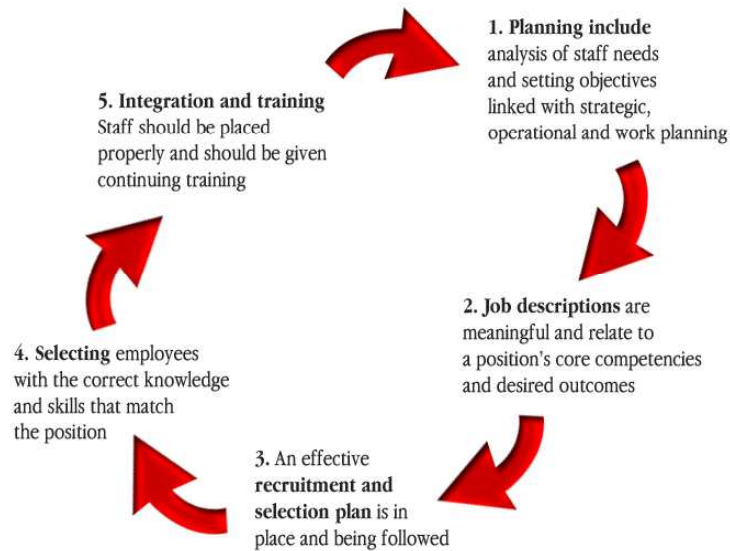 1. Planning include
analysis of staff needs
and setting objectives
linked with strategic,
operational and work planning
2. Job descriptions are
meaningful and relate to
a position's core competencies
and desired outcomes
3. An effective
recruitment and
selection plan is in
place and being followed
4. Selecting employees
with the correct knowledge
and skills that match
the position
5. Integration and training
Staff should be placed
properly and should be given
continuing training